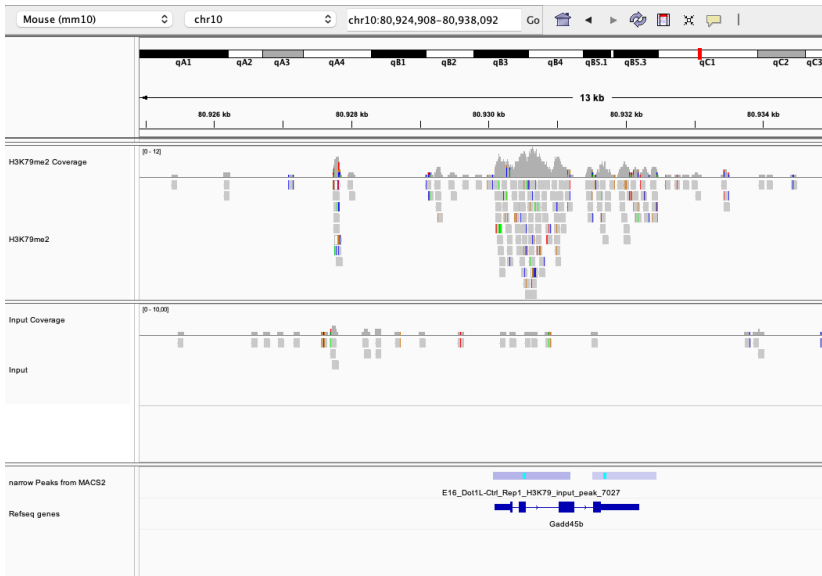 Mouse (mm10) chr10 chr10:80,924,908-80,938,092 Go
qA1 qA2 qA3 qA4 qB1 qB2 qB3 qB4 qB5.1 qB5.3 qC1 qC2 qC3
13 kb
80.926 kb 80.928 kb 80.930 kb 80.932 kb 80.934 kb
[0 - 12]
H3K79me2 Coverage
H3K79me2
[0 - 10,00]
Input Coverage
Input
narrow Peaks from MACS2
E16_Dot1L-Ctrl_Rep1_H3K79_input_peak_7027
Refseq genes
Gadd45b